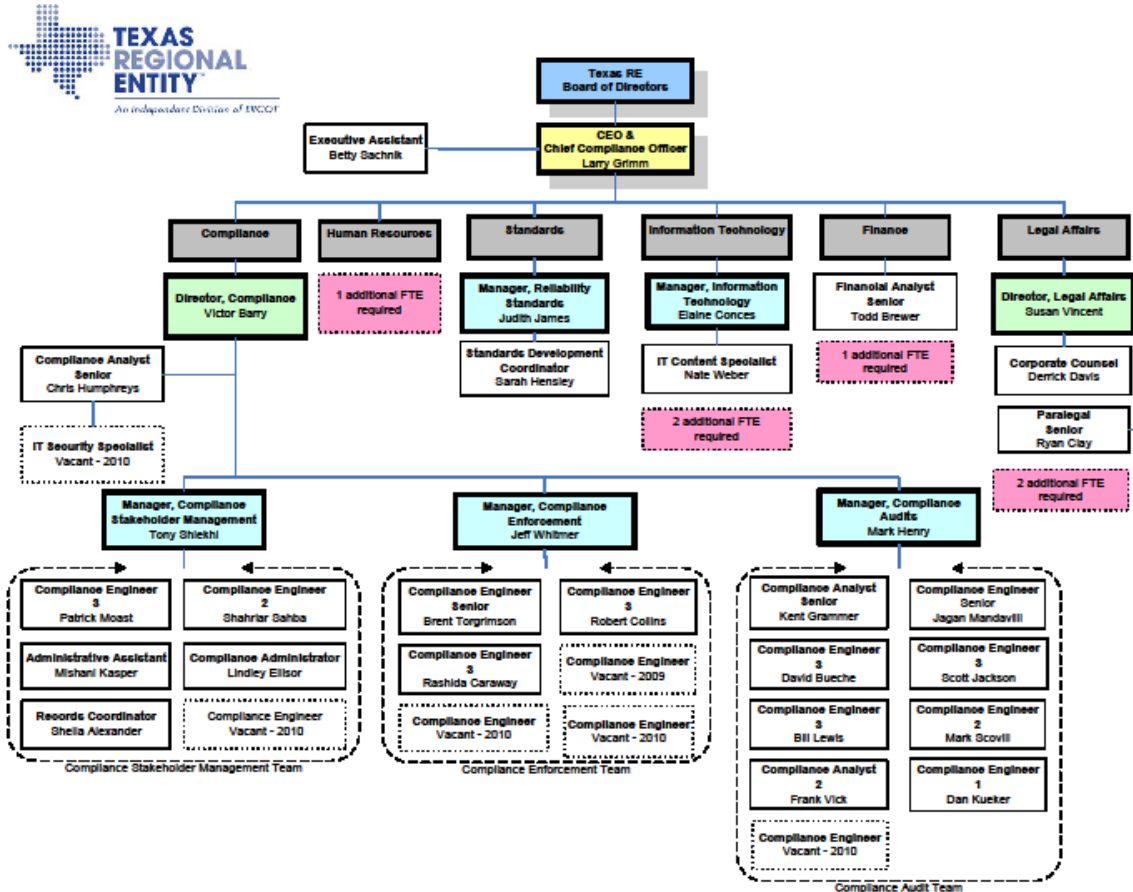 TEXAS
REGIONAL
ENTITY™
An Independent Division of ERCOT
Texas RE
Board of Directors
Executive Assistant
Betty Sachnik
CEO &
Chief Compliance Officer
Larry Grimm
Compliance
Human Resources
Standards
Information Technology
Finance
Legal Affairs
Director, Compliance
Victor Barry
1 additional FTE
required
Manager, Reliability
Standards
Judith James
Manager, Information
Technology
Elaine Conces
Financial Analyst
Senior
Todd Brewer
Director, Legal Affairs
Susan Vincent
Compliance Analyst
Senior
Chris Humphreys
Standards Development
Coordinator
Sarah Hensley
IT Content Specialist
Nate Weber
1 additional FTE
required
Corporate Counsel
Derrick Davis
IT Security Specialist
Vacant - 2010
2 additional FTE
required
Paralegal
Senior
Ryan Clay
2 additional FTE
required
Manager, Compliance
Stakeholder Management
Tony Shiekhi
Manager, Compliance
Enforcement
Jeff Whitmer
Manager, Compliance
Audits
Mark Henry
Compliance Engineer
3
Patrick Moast
Compliance Engineer
2
Shahriar Sahba
Administrative Assistant
Mishani Kasper
Compliance Administrator
Lindley Ellisor
Records Coordinator
Sheila Alexander
Compliance Engineer
Vacant - 2010
Compliance Stakeholder Management Team
Compliance Engineer
Senior
Brent Torgrimson
Compliance Engineer
3
Robert Collins
Compliance Engineer
3
Rashida Caraway
Compliance Engineer
Vacant - 2009
Compliance Engineer
Vacant - 2010
Compliance Engineer
Vacant - 2010
Compliance Enforcement Team
Compliance Analyst
Senior
Kent Grammer
Compliance Engineer
Senior
Jagan Mandavilli
Compliance Engineer
3
David Bueche
Compliance Engineer
3
Scott Jackson
Compliance Engineer
3
Bill Lewis
Compliance Engineer
2
Mark Scovill
Compliance Analyst
2
Frank Vick
Compliance Engineer
1
Dan Kueker
Compliance Engineer
Vacant - 2010
Compliance Audit Team